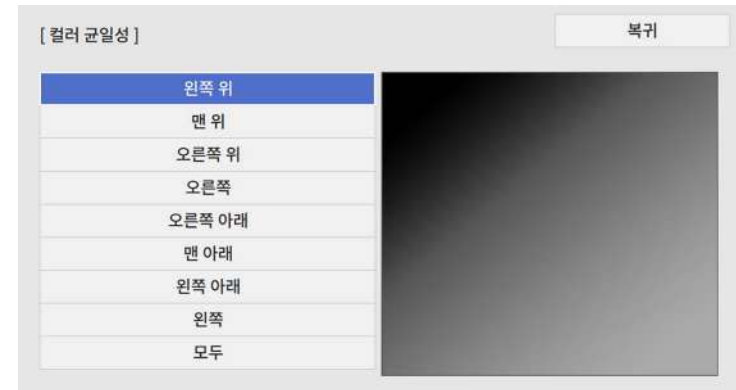 [ 컬러 균일성 ]
복귀
왼쪽 위
맨 위
오른쪽 위
오른쪽
오른쪽 아래
맨 아래
왼쪽 아래
왼쪽
모두